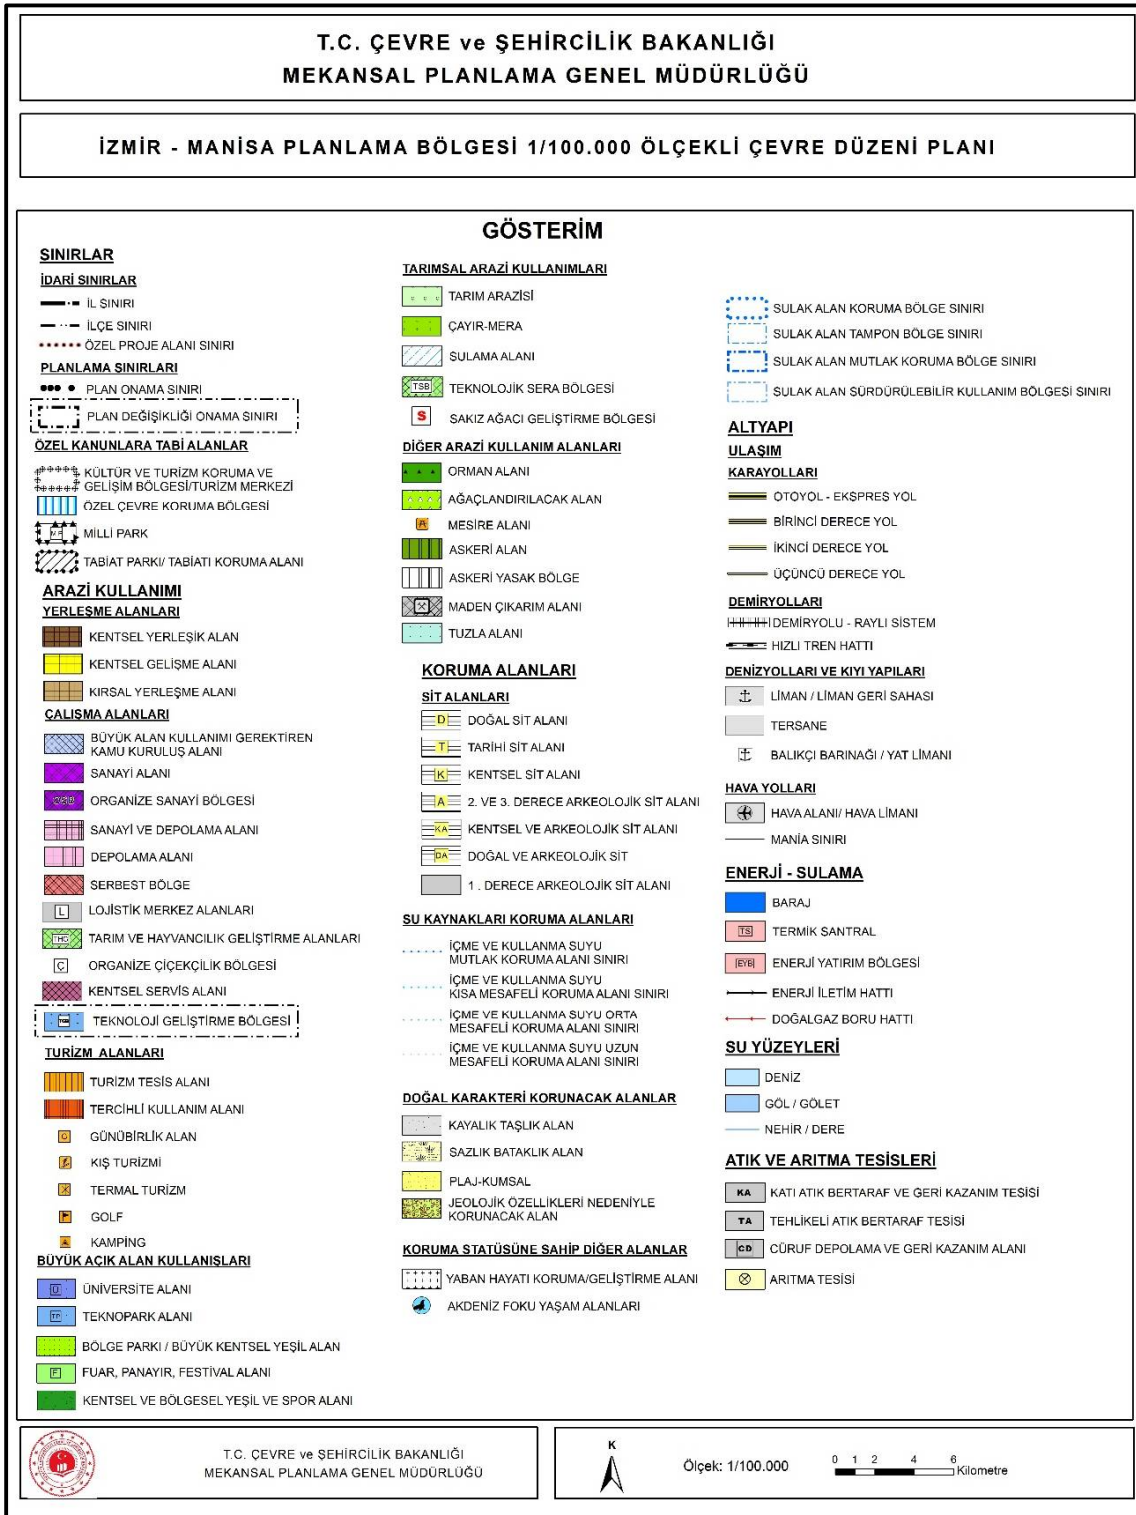 T.C. ÇEVRE ve ŞEHİRCİLİK BAKANLIĞI
MEKANSAL PLANLAMA GENEL MÜDÜRLÜĞÜ
İZMİR - MANİSA PLANLAMA BÖLGESİ 1/100.000 ÖLÇEKLİ ÇEVRE DÜZENİ PLANI
GÖSTERİM
SINIRLAR
İDARİ SINIRLAR
İL SINIRI
İLÇE SINIRI
ÖZEL PROJE ALANI SINIRI
PLANLAMA SINIRLARI
PLAN ONAMA SINIRI
PLAN DEĞİŞİKLİĞİ ONAMA SINIRI
ÖZEL KANUNLARA TABİ ALANLAR
KÜLTÜR VE TURİZM KORUMA VE
GELİŞİM BÖLGESİ/TURİZM MERKEZİ
ÖZEL ÇEVRE KORUMA BÖLGESİ
M.P MİLLİ PARK
TABİAT PARKI/ TABİATI KORUMA ALANI
ARAZİ KULLANIMI
YERLEŞME ALANLARI
KENTSEL YERLEŞİK ALAN
KENTSEL GELİŞME ALANI
KIRSAL YERLEŞME ALANI
ÇALIŞMA ALANLARI
BÜYÜK ALAN KULLANIMI GEREKTİREN
KAMU KURULUŞ ALANI
SANAYİ ALANI
OSB ORGANİZE SANAYİ BÖLGESİ
SANAYİ VE DEPOLAMA ALANI
DEPOLAMA ALANI
SERBEST BÖLGE
L LOJİSTİK MERKEZ ALANLARI
THG TARIM VE HAYVANCILIK GELİŞTİRME ALANLARI
Ç ORGANİZE ÇİÇEKÇİLİK BÖLGESİ
KENTSEL SERVİS ALANI
TGB TEKNOLOJİ GELİŞTİRME BÖLGESİ
TURİZM ALANLARI
TURİZM TESİS ALANI
TERCİHLİ KULLANIM ALANI
G GÜNÜBİRLİK ALAN
KIŞ TURİZMİ
TERMAL TURİZM
GOLF
KAMPİNG
BÜYÜK AÇIK ALAN KULLANIŞLARI
Ü ÜNİVERSİTE ALANI
TP TEKNOPARK ALANI
BÖLGE PARKI / BÜYÜK KENTSEL YEŞİL ALAN
F FUAR, PANAYIR, FESTİVAL ALANI
KENTSEL VE BÖLGESEL YEŞİL VE SPOR ALANI
TARIMSAL ARAZİ KULLANIMLARI
TARIM ARAZİSİ
ÇAYIR-MERA
SULAMA ALANI
TSB TEKNOLOJİK SERA BÖLGESİ
S SAKIZ AĞACI GELİŞTİRME BÖLGESİ
DİĞER ARAZİ KULLANIM ALANLARI
ORMAN ALANI
AĞAÇLANDIRILACAK ALAN
MESİRE ALANI
ASKERİ ALAN
ASKERİ YASAK BÖLGE
MADEN ÇIKARIM ALANI
TUZLA ALANI
KORUMA ALANLARI
SİT ALANLARI
D DOĞAL SİT ALANI
T TARİHİ SİT ALANI
K KENTSEL SİT ALANI
A 2. VE 3. DERECE ARKEOLOJİK SİT ALANI
KA KENTSEL VE ARKEOLOJİK SİT ALANI
DA DOĞAL VE ARKEOLOJİK SİT
1 . DERECE ARKEOLOJİK SİT ALANI
SU KAYNAKLARI KORUMA ALANLARI
İÇME VE KULLANMA SUYU
MUTLAK KORUMA ALANI SINIRI
İÇME VE KULLANMA SUYU
KISA MESAFELİ KORUMA ALANI SINIRI
İÇME VE KULLANMA SUYU ORTA
MESAFELİ KORUMA ALANI SINIRI
İÇME VE KULLANMA SUYU UZUN
MESAFELİ KORUMA ALANI SINIRI
DOĞAL KARAKTERİ KORUNACAK ALANLAR
KAYALIK TAŞLIK ALAN
SAZLIK BATAKLIK ALAN
PLAJ-KUMSAL
JEOLOJİK ÖZELLİKLERİ NEDENİYLE
KORUNACAK ALAN
KORUMA STATÜSÜNE SAHİP DİĞER ALANLAR
YABAN HAYATI KORUMA/GELİŞTİRME ALANI
AKDENİZ FOKU YAŞAM ALANLARI
SULAK ALAN KORUMA BÖLGE SINIRI
SULAK ALAN TAMPON BÖLGE SINIRI
SULAK ALAN MUTLAK KORUMA BÖLGE SINIRI
SULAK ALAN SÜRDÜRÜLEBİLİR KULLANIM BÖLGESİ SINIRI
ALTYAPI
ULAŞIM
KARAYOLLARI
OTOYOL - EKSPRES YOL
BİRİNCİ DERECE YOL
İKİNCİ DERECE YOL
ÜÇÜNCÜ DERECE YOL
DEMİRYOLLARI
DEMİRYOLU - RAYLI SİSTEM
HIZLI TREN HATTI
DENİZYOLLARI VE KIYI YAPILARI
LİMAN / LİMAN GERİ SAHASI
TERSANE
BALIKÇI BARINAĞI / YAT LİMANI
HAVA YOLLARI
HAVA ALANI/ HAVA LİMANI
MANİA SINIRI
ENERJİ - SULAMA
BARAJ
TS TERMİK SANTRAL
EYB ENERJİ YATIRIM BÖLGESİ
ENERJİ İLETİM HATTI
DOĞALGAZ BORU HATTI
SU YÜZEYLERİ
DENİZ
GÖL / GÖLET
NEHİR / DERE
ATIK VE ARITMA TESİSLERİ
KA KATI ATIK BERTARAF VE GERİ KAZANIM TESİSİ
TA TEHLİKELİ ATIK BERTARAF TESİSİ
CD CÜRUF DEPOLAMA VE GERİ KAZANIM ALANI
ARITMA TESİSİ
T.C. ÇEVRE ve ŞEHİRCİLİK BAKANLIĞI
MEKANSAL PLANLAMA GENEL MÜDÜRLÜĞÜ
K
Ölçek: 1/100.000
0 1 2 4 6
Kilometre